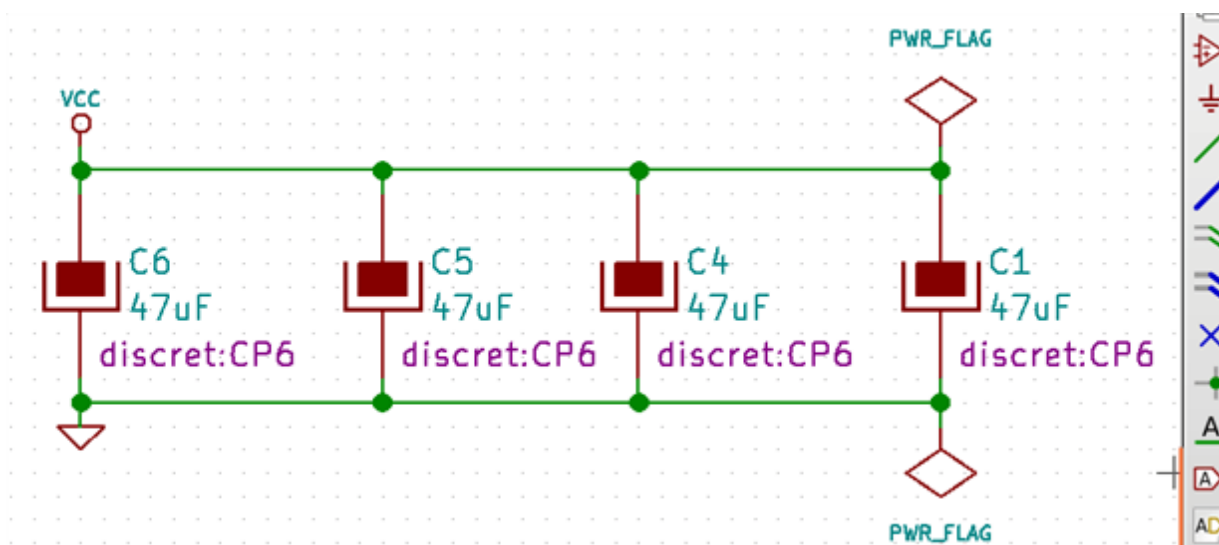 PWR_FLAG
VCC
C6
47uF
discret:CP6
C5
47uF
discret:CP6
C4
47uF
discret:CP6
C1
47uF
discret:CP6
PWR_FLAG
A
A
AD